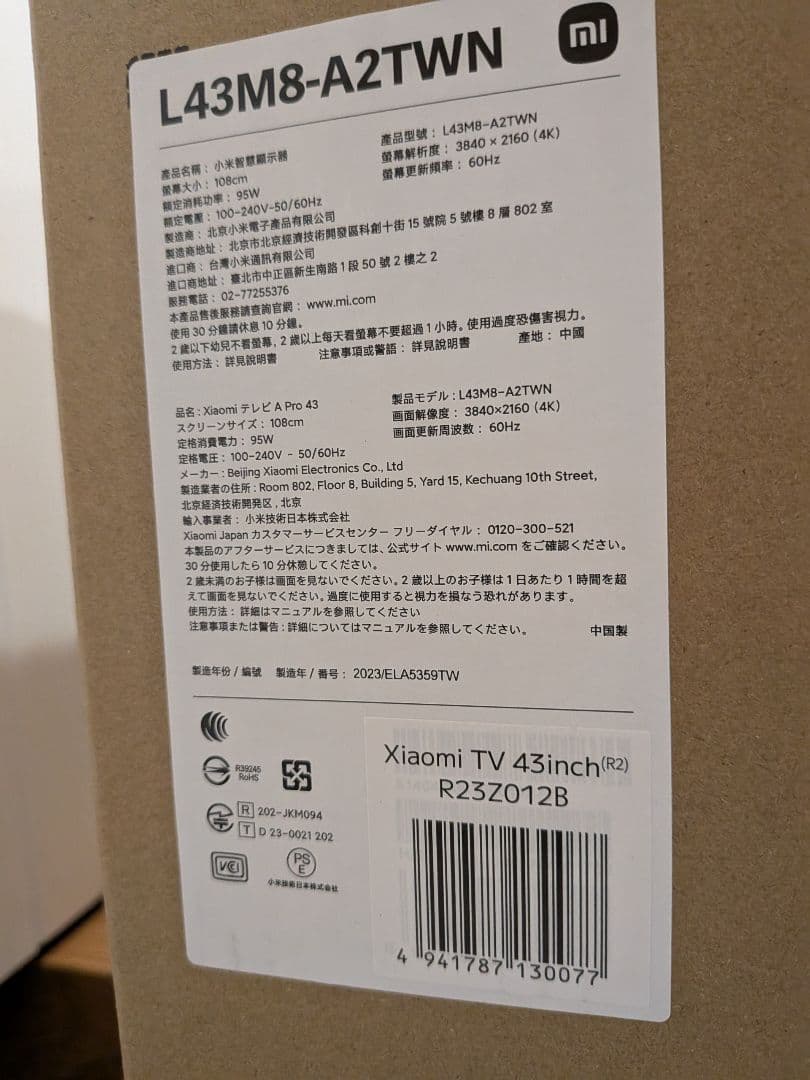 L43M8-A2TWN
mi
產品名稱：小米智慧顯示器
產品型號：L43M8-A2TWN
螢幕大小：108cm
螢幕解析度：3840 × 2160 (4K)
額定消耗功率：95W
螢幕更新頻率：60Hz
額定電壓：100-240V~50/60Hz
製造商：北京小米電子產品有限公司
製造商地址：北京市北京經濟技術開發區科創十街 15 號院 5 號樓 8 層 802 室
進口商：台灣小米通訊有限公司
進口商地址：臺北市中正區新生南路 1 段 50 號 2 樓之 2
服務電話：02-77255376
本產品售後服務請查詢官網：www.mi.com
使用 30 分鐘請休息 10 分鐘。
2 歲以下幼兒不看螢幕，2 歲以上每天看螢幕不要超過 1 小時。使用過度恐傷害視力。
使用方法：詳見說明書 注意事項或警語：詳見說明書 產地：中國
品名：Xiaomi テレビ A Pro 43
製品モデル：L43M8-A2TWN
スクリーンサイズ：108cm
画面解像度：3840×2160 (4K)
定格消費電力：95W
画面更新周波数：60Hz
定格電圧：100-240V ~ 50/60Hz
メーカー：Beijing Xiaomi Electronics Co., Ltd
製造業者の住所：Room 802, Floor 8, Building 5, Yard 15, Kechuang 10th Street,
北京経済技術開発区 , 北京
輸入事業者：小米技術日本株式会社
Xiaomi Japan カスタマーサービスセンター フリーダイヤル：0120-300-521
本製品のアフターサービスにつきましては、公式サイト www.mi.com をご確認ください。
30 分使用したら 10 分休憩してください。
2 歳未満のお子様は画面を見ないでください。2 歳以上のお子様は 1 日あたり 1 時間を超
えて画面を見ないでください。過度に使用すると視力を損なう恐れがあります。
使用方法：詳細はマニュアルを参照してください
注意事項または警告：詳細についてはマニュアルを参照してください。 中国製
製造年份 / 編號 製造年 / 番号：2023/ELA5359TW
R39245
RoHS
R 202-JKM094
T D 23-0021 202
VCI
PS
E
小米技術日本株式会社
Xiaomi TV 43inch(R2)
R23Z012B
4 941787 130077